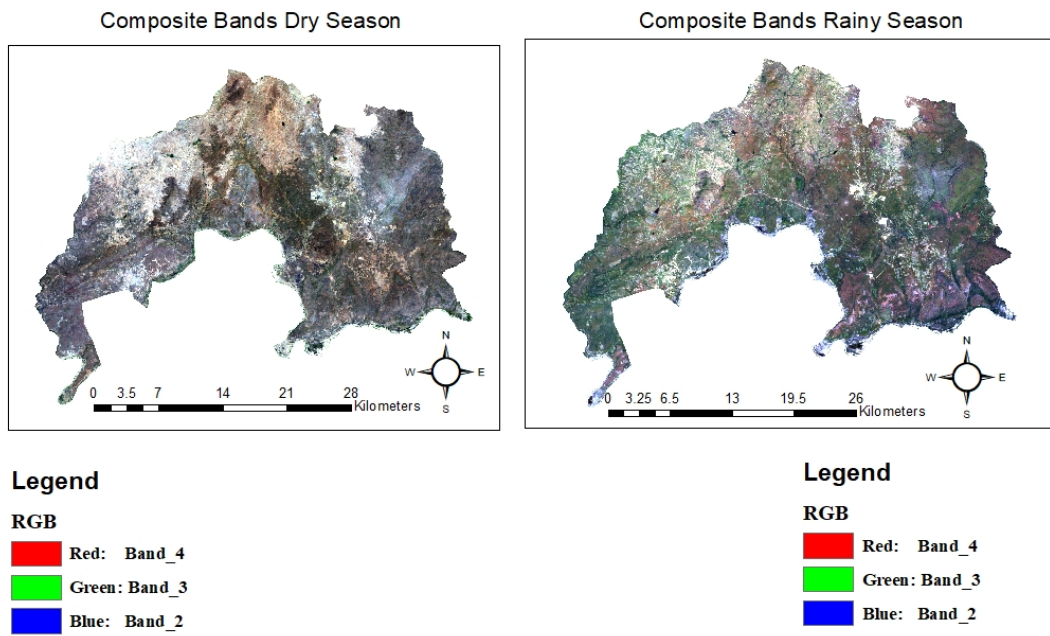 Composite Bands Dry Season
N
W E
S
0 3.5 7 14 21 28
Kilometers
Legend
RGB
Red: Band_4
Green: Band_3
Blue: Band_2
Composite Bands Rainy Season
N
W E
S
0 3.25 6.5 13 19.5 26
Kilometers
Legend
RGB
Red: Band_4
Green: Band_3
Blue: Band_2